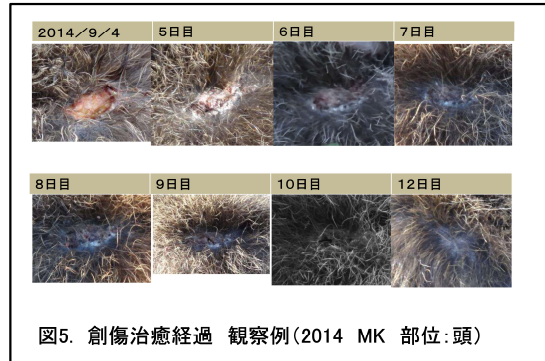 2014／9／4 5日目 6日目 7日目
8日目 9日目 10日目 12日目
図5. 創傷治癒経過 観察例(2014 MK 部位:頭)